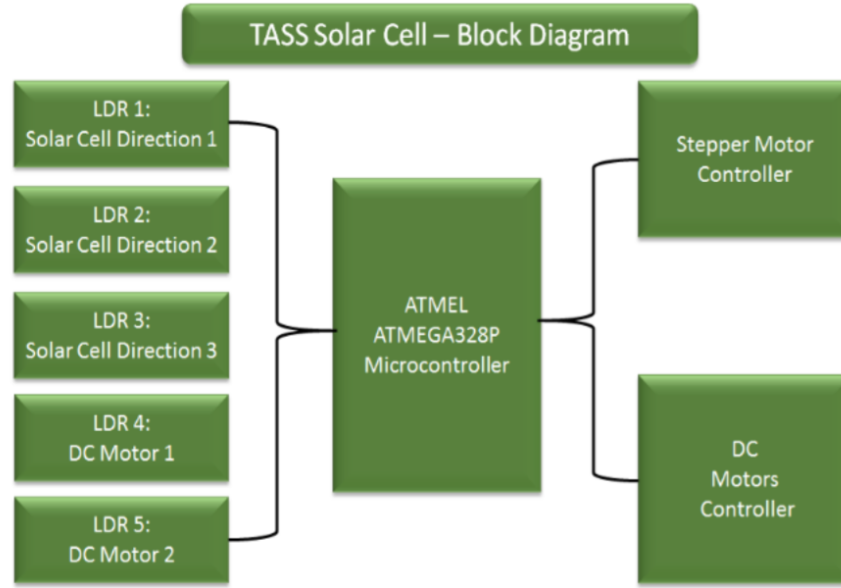 TASS Solar Cell – Block Diagram
LDR 1:
Solar Cell Direction 1
LDR 2:
Solar Cell Direction 2
LDR 3:
Solar Cell Direction 3
LDR 4:
DC Motor 1
LDR 5:
DC Motor 2
ATMEL
ATMEGA328P
Microcontroller
Stepper Motor
Controller
DC
Motors
Controller